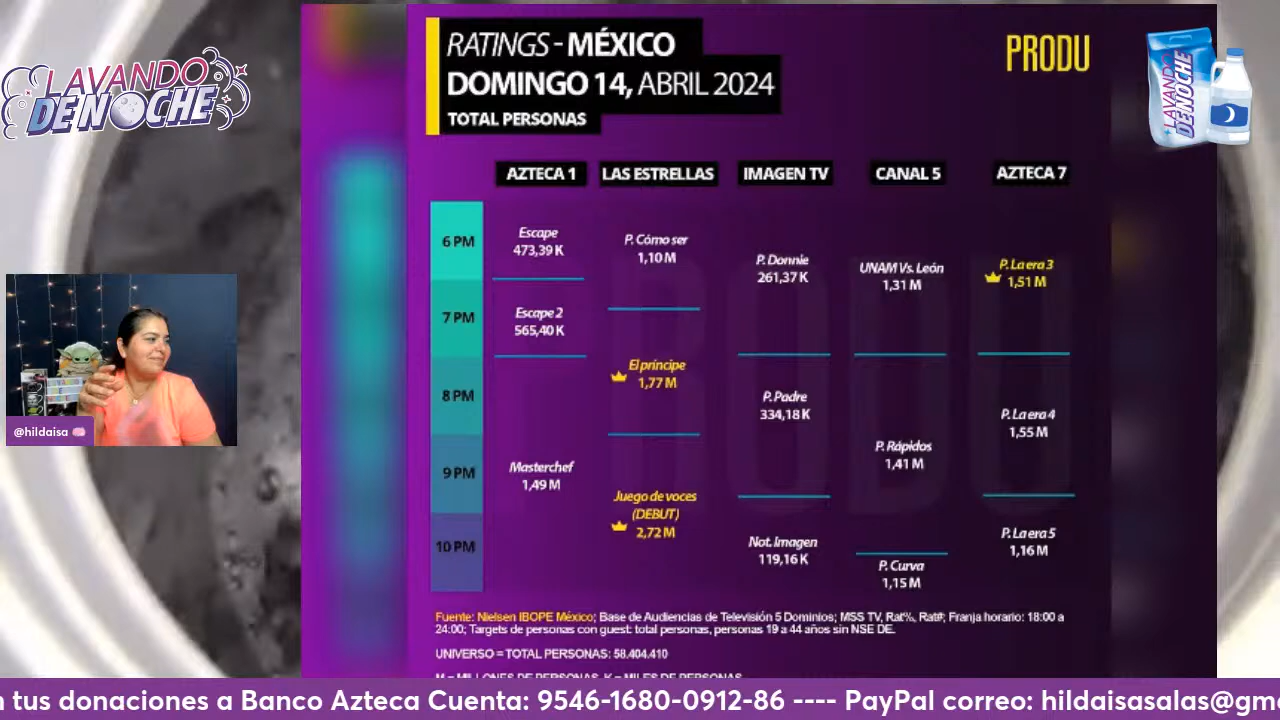 LAVANDO
DE NOCHE
RATINGS - MÉXICO
DOMINGO 14, ABRIL 2024
TOTAL PERSONAS
PRODU
LAVANDO
DE NOCHE
AZTECA 1
LAS ESTRELLAS
IMAGEN TV
CANAL 5
AZTECA 7
6 PM
Escape
473,39 K
P. Cómo ser
1,10 M
P. Donnie
261,37 K
UNAM Vs. León
1,31 M
P. La era 3
1,51 M
7 PM
Escape 2
565,40 K
El príncipe
1,77 M
8 PM
P. Padre
334,18 K
P. La era 4
1,55 M
P. Rápidos
1,41 M
9 PM
Masterchef
1,49 M
Juego de voces
(DEBUT)
2,72 M
10 PM
Not. Imagen
119,16 K
P. Curva
1,15 M
P. La era 5
1,16 M
@hildaisa
Fuente: Nielsen IBOPE México; Base de Audiencias de Televisión 5 Dominios; MSS TV, Rat%, Rat#; Franja horario: 18:00 a
24:00; Targets de personas con guest: total personas, personas 19 a 44 años sin NSE DE.
UNIVERSO = TOTAL PERSONAS: 58.404.410
M = MILLONES DE PERSONAS, K = MILES DE PERSONAS
n tus donaciones a Banco Azteca Cuenta: 9546-1680-0912-86 ---- PayPal correo: hildaisasalas@gma